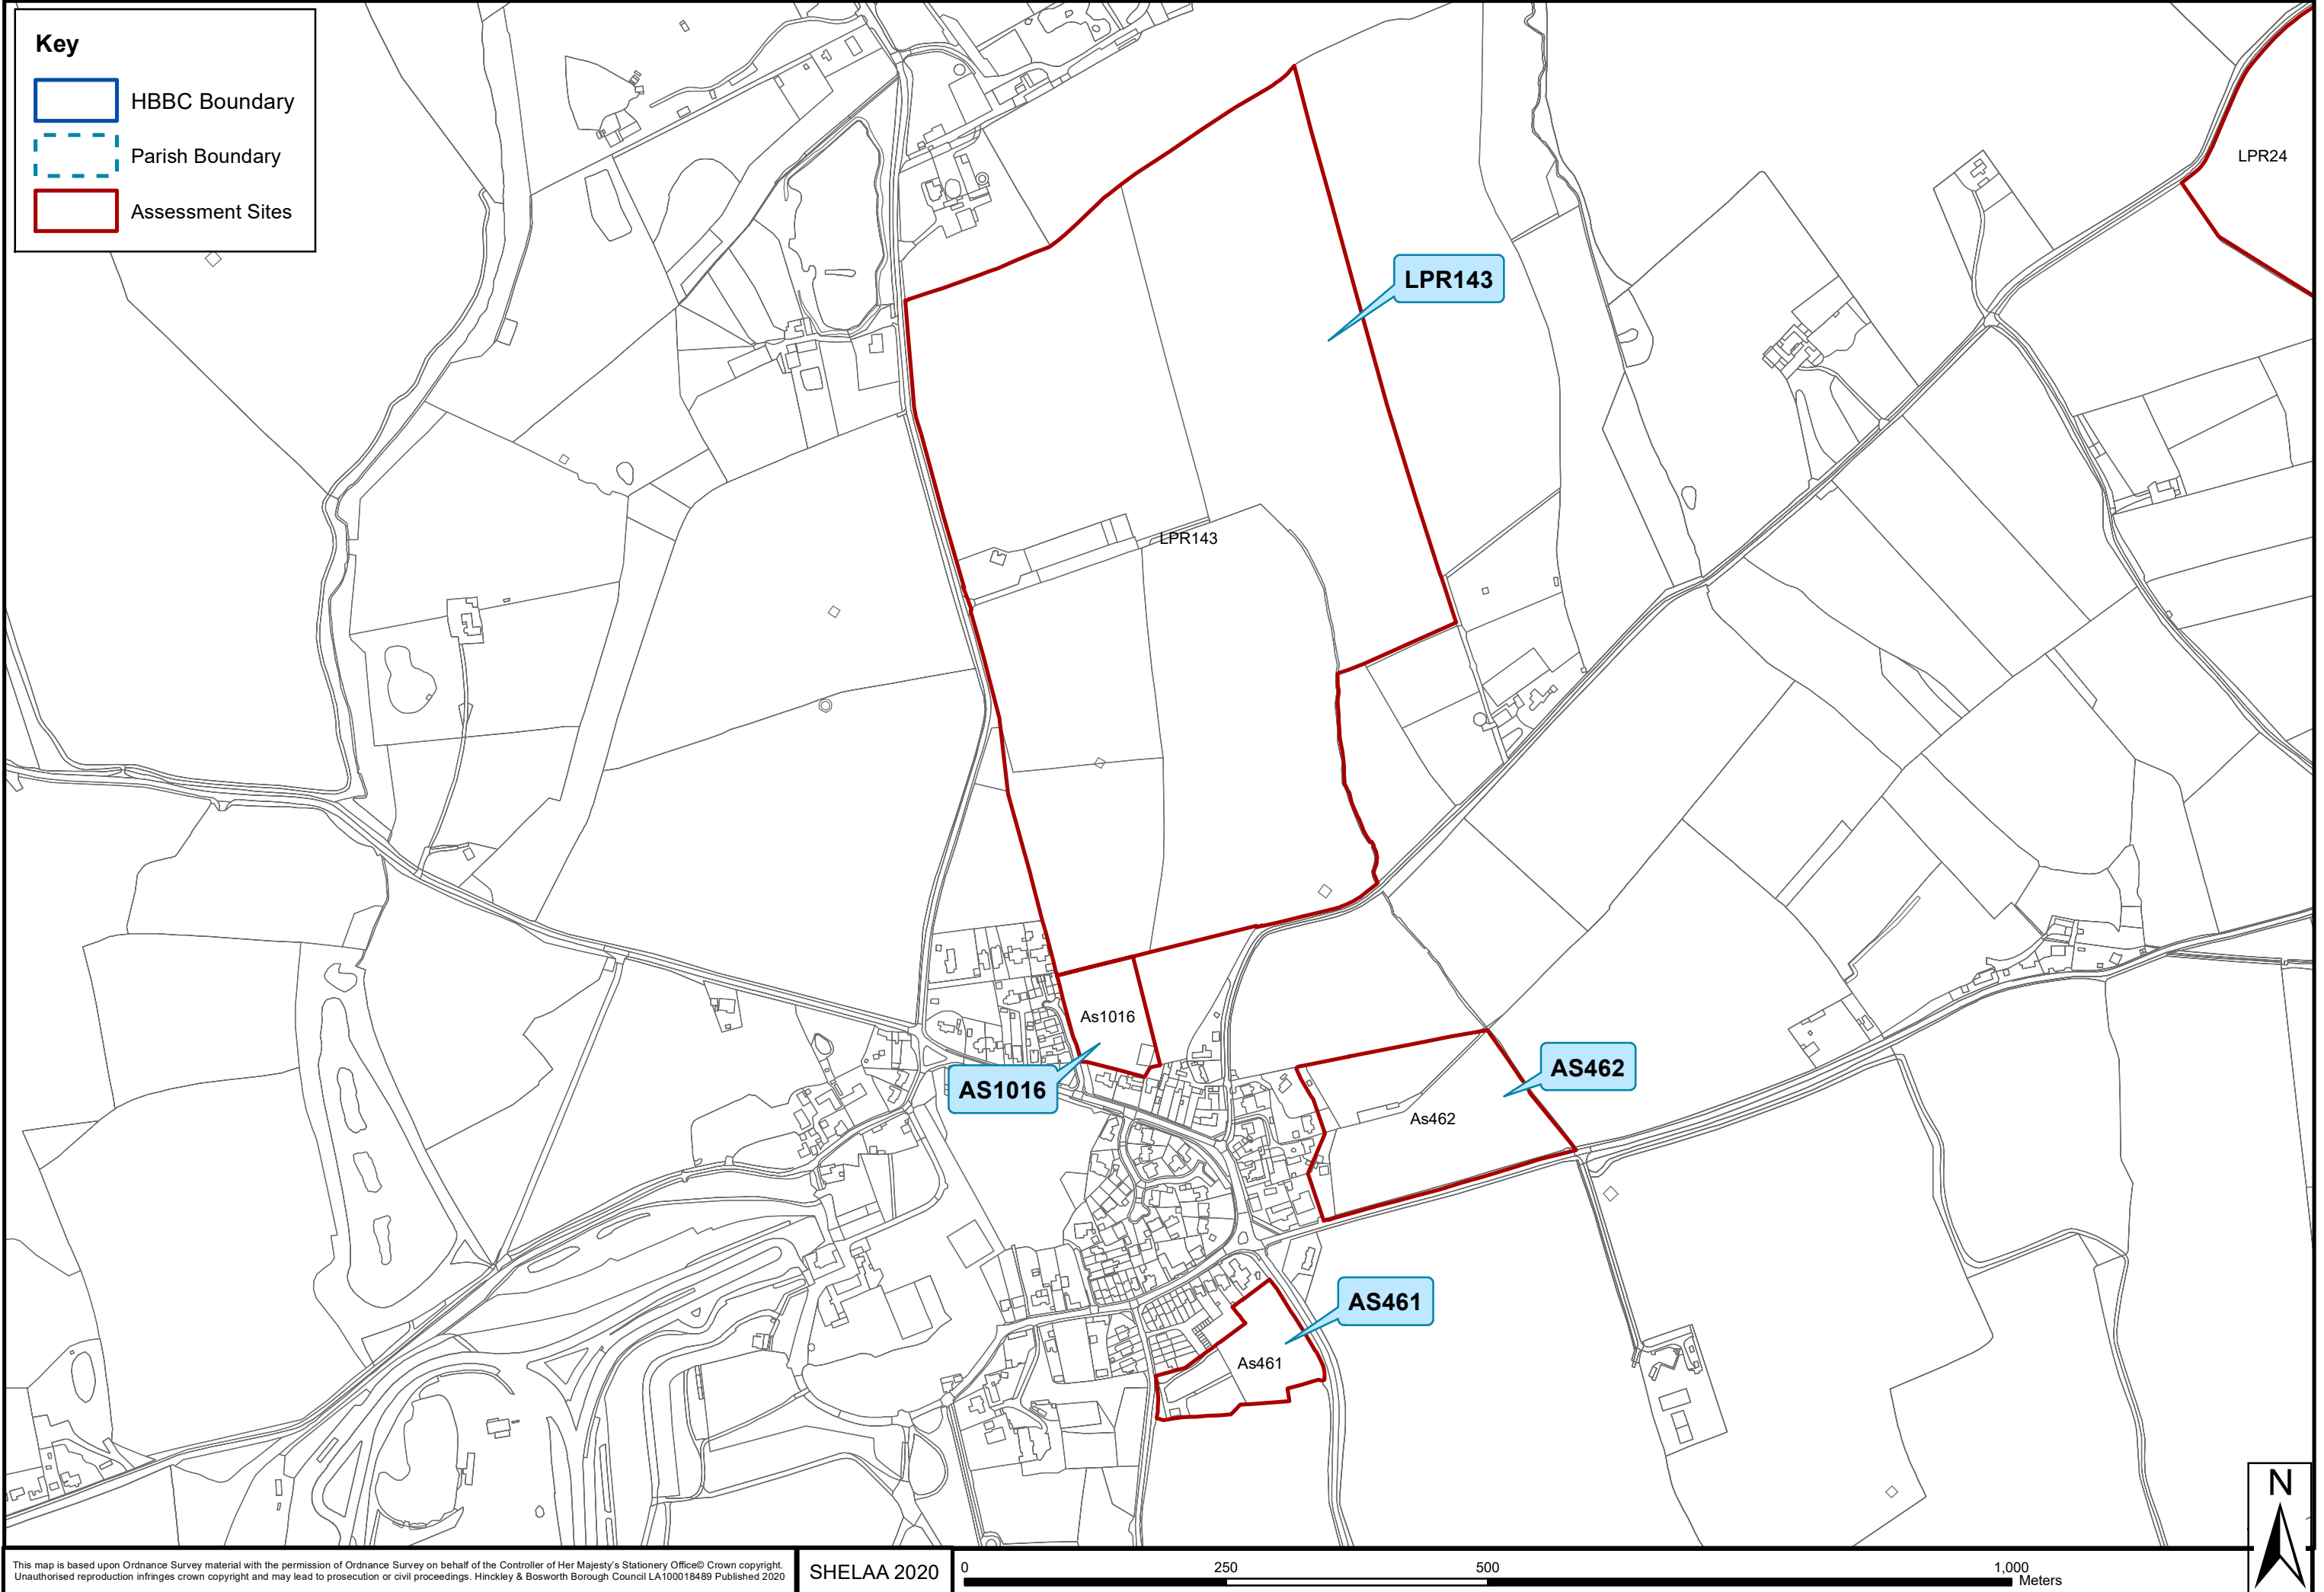 Key
HBBC Boundary
Parish Boundary
Assessment Sites
LPR24
LPR143
LPR143
As1016
AS1016
AS462
As462
AS461
As461
N
This map is based upon Ordnance Survey material with the permission of Ordnance Survey on behalf of the Controller of Her Majesty's Stationery Office© Crown copyright.
Unauthorised reproduction infringes crown copyright and may lead to prosecution or civil proceedings. Hinckley & Bosworth Borough Council LA100018489 Published 2020
SHELAA 2020
0 250 500 1,000
Meters